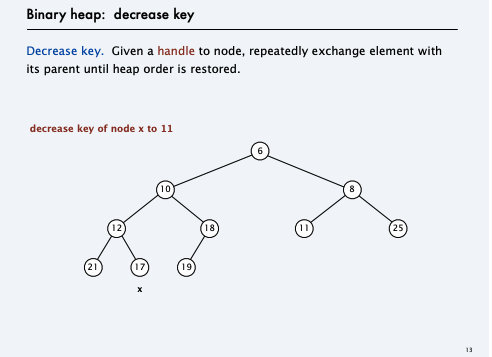 Binary heap: decrease key
Decrease key. Given a handle to node, repeatedly exchange element with
its parent until heap order is restored.
decrease key of node x to 11
6
10 8
12 18 11 25
21 17 19
x
13